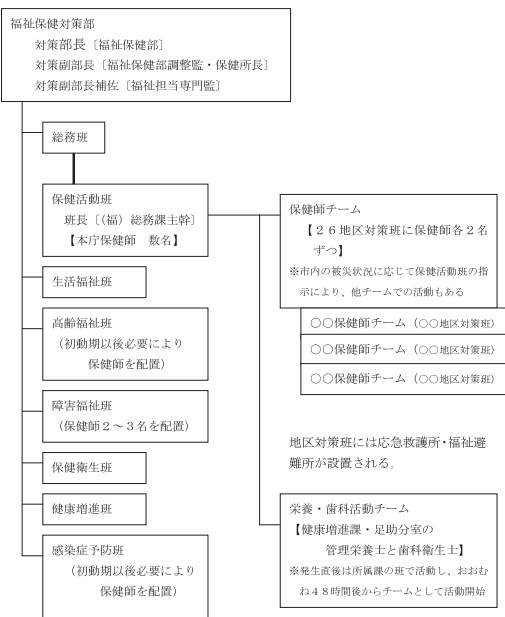 福祉保健対策部
対策部長〔福祉保健部〕
対策副部長〔福祉保健部調整監・保健所長〕
対策副部長補佐〔福祉担当専門監〕
総務班
保健活動班
班長〔(福)総務課主幹〕
【本庁保健師　数名】
生活福祉班
高齢福祉班
（初動期以後必要により
保健師を配置）
障害福祉班
（保健師２～３名を配置）
保健衛生班
健康増進班
感染症予防班
（初動期以後必要により
保健師を配置）
保健師チーム
【２６地区対策班に保健師各２名
ずつ】
※市内の被災状況に応じて保健活動班の指
示により、他チームでの活動もある
〇〇保健師チーム（〇〇地区対策班）
〇〇保健師チーム（〇〇地区対策班）
〇〇保健師チーム（〇〇地区対策班）
地区対策班には応急救護所・福祉避
難所が設置される。
栄養・歯科活動チーム
【健康増進課・足助分室の
管理栄養士と歯科衛生士】
※発生直後は所属課の班で活動し、おおむ
ね４８時間後からチームとして活動開始